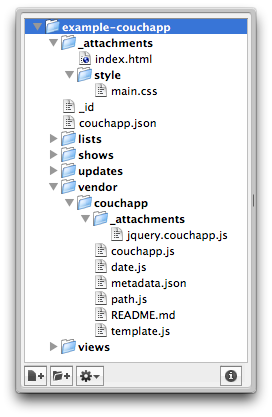 example-couchapp
_attachments
index.html
style
main.css
_id
couchapp.json
lists
shows
updates
vendor
couchapp
_attachments
jquery.couchapp.js
couchapp.js
date.js
metadata.json
path.js
README.md
template.js
views